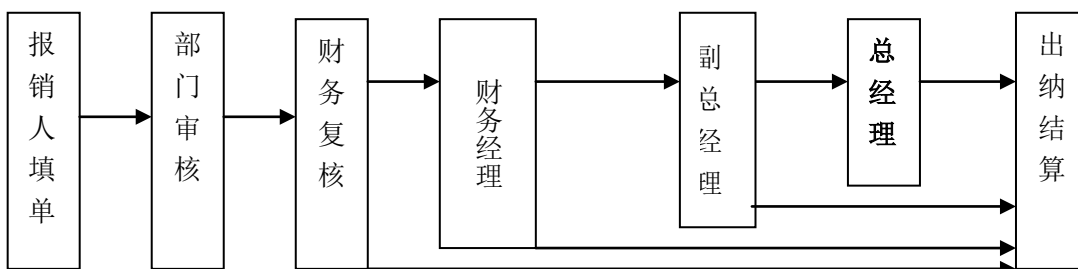 报销人填单
部门审核
财务复核
财务经理
副总经理
总经理
出纳结算